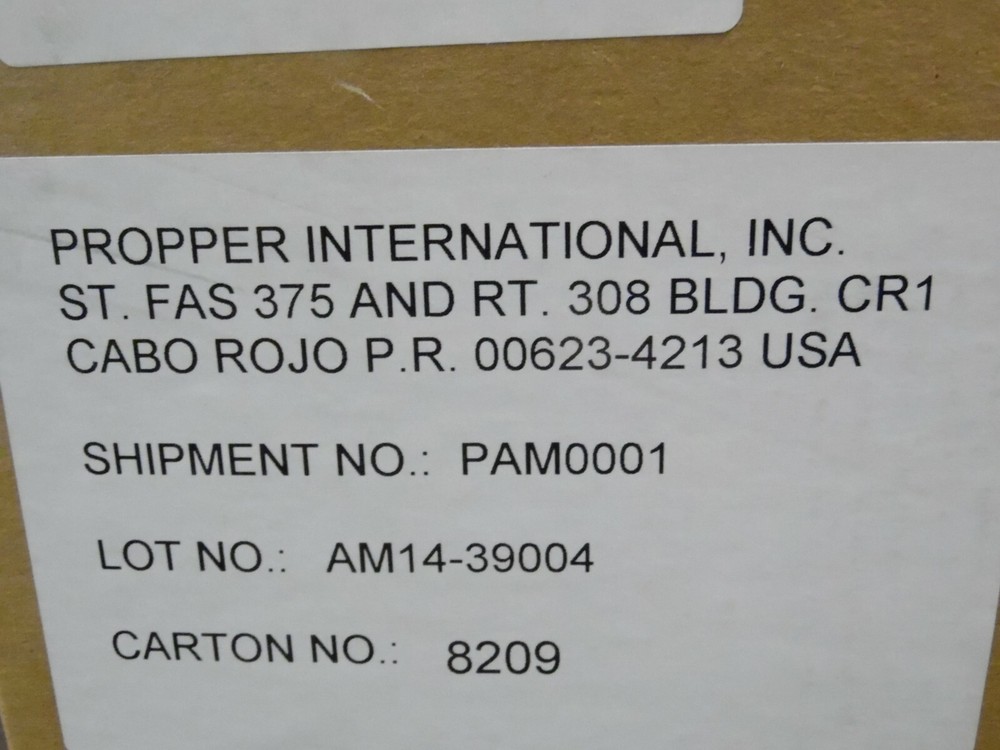 PROPPER INTERNATIONAL, INC.
ST. FAS 375 AND RT. 308 BLDG. CR1
CABO ROJO P.R. 00623-4213 USA
SHIPMENT NO.: PAM0001
LOT NO.: AM14-39004
CARTON NO.: 8209